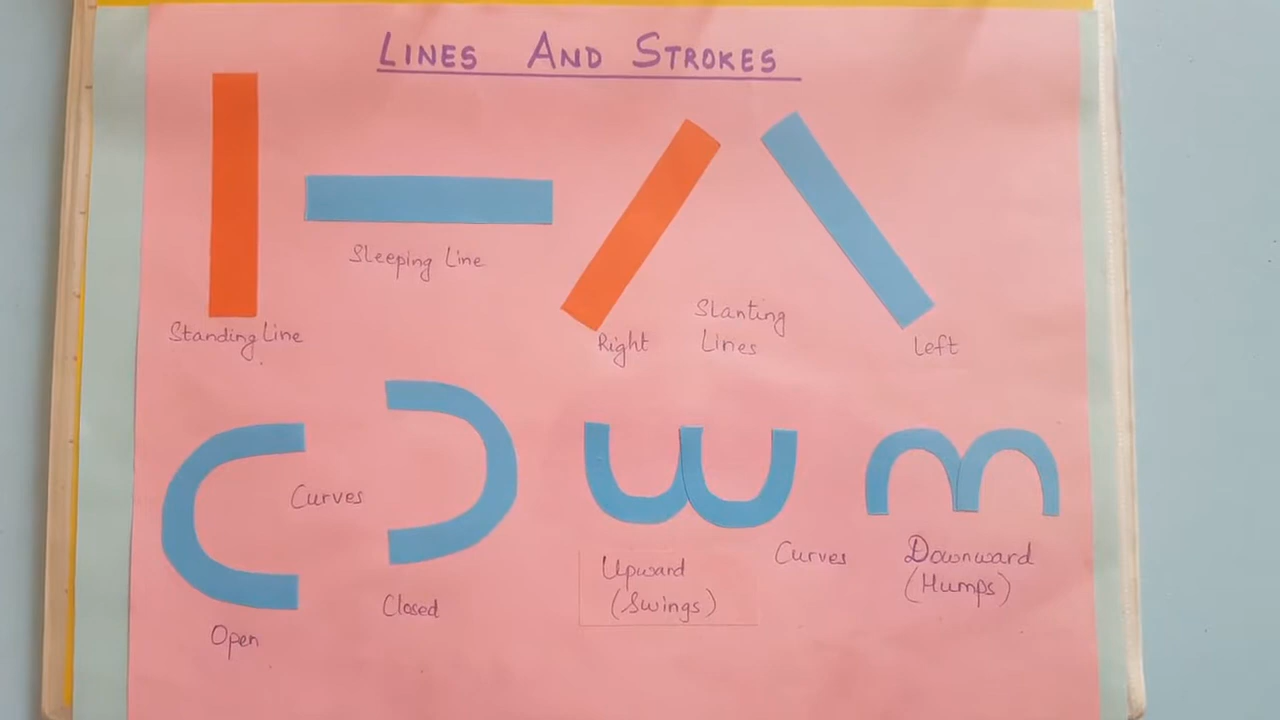 LINES AND STROKES
Standing Line
Sleeping Line
Right
Slanting
Lines
Left
Open
Curves
Closed
Upward
(Swings)
Curves
Downward
(Humps)